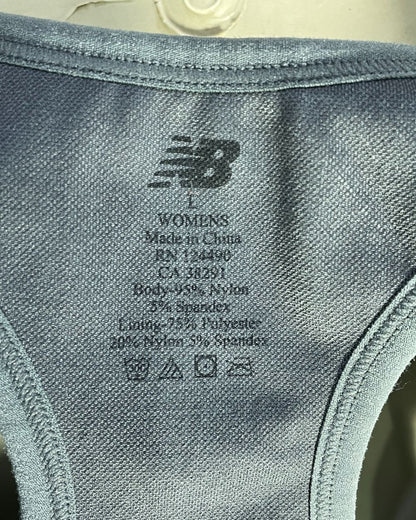 NB
L
WOMENS
Made in China
RN 124490
CA 38291
Body-95% Nylon
5% Spandex
Lining-75% Polyester
20% Nylon 5% Spandex